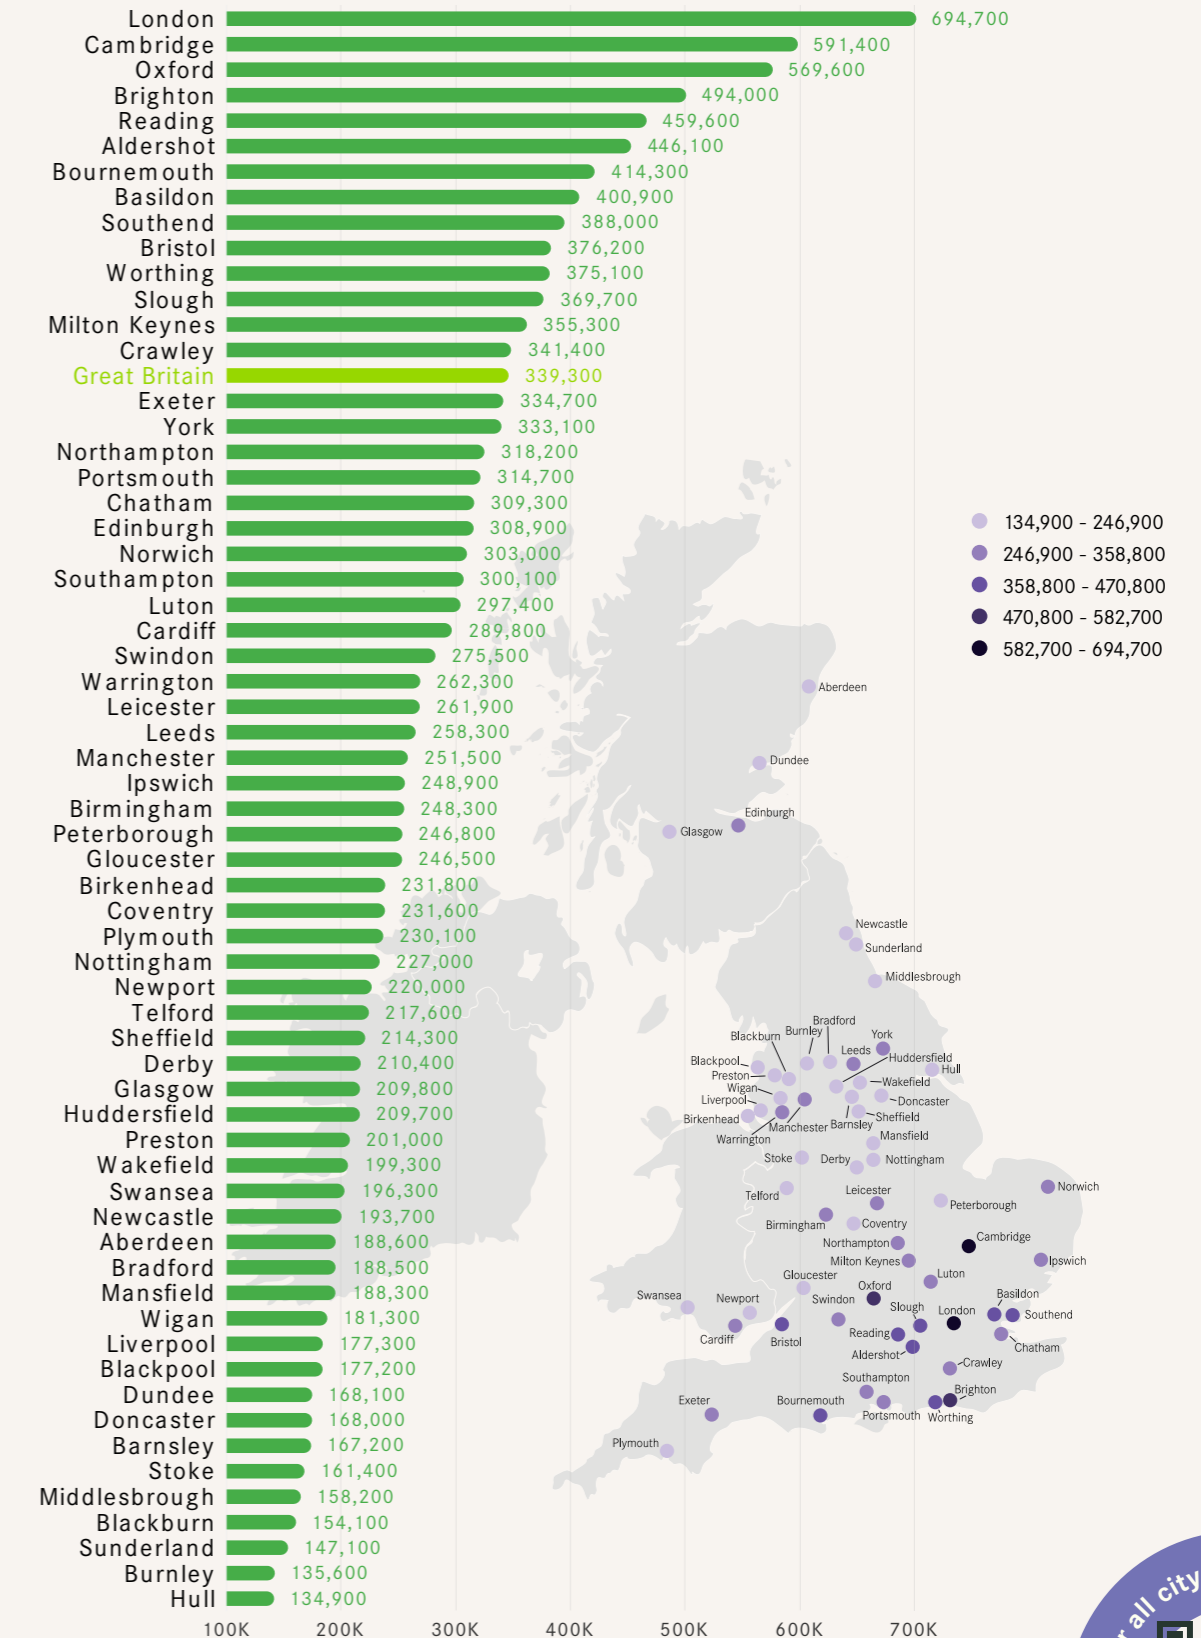 London 694,700
Cambridge 591,400
Oxford 569,600
Brighton 494,000
Reading 459,600
Aldershot 446,100
Bournemouth 414,300
Basildon 400,900
Southend 388,000
Bristol 376,200
Worthing 375,100
Slough 369,700
Milton Keynes 355,300
Crawley 341,400
Great Britain 339,300
Exeter 334,700
York 333,100
Northampton 318,200
Portsmouth 314,700
Chatham 309,300
Edinburgh 308,900
Norwich 303,000
Southampton 300,100
Luton 297,400
Cardiff 289,800
Swindon 275,500
Warrington 262,300
Leicester 261,900
Leeds 258,300
Manchester 251,500
Ipswich 248,900
Birmingham 248,300
Peterborough 246,800
Gloucester 246,500
Birkenhead 231,800
Coventry 231,600
Plymouth 230,100
Nottingham 227,000
Newport 220,000
Telford 217,600
Sheffield 214,300
Derby 210,400
Glasgow 209,800
Huddersfield 209,700
Preston 201,000
Wakefield 199,300
Swansea 196,300
Newcastle 193,700
Aberdeen 188,600
Bradford 188,500
Mansfield 188,300
Wigan 181,300
Liverpool 177,300
Blackpool 177,200
Dundee 168,100
Doncaster 168,000
Barnsley 167,200
Stoke 161,400
Middlesbrough 158,200
Blackburn 154,100
Sunderland 147,100
Burnley 135,600
Hull 134,900
100K 200K 300K 400K 500K 600K 700K
134,900 - 246,900
246,900 - 358,800
358,800 - 470,800
470,800 - 582,700
582,700 - 694,700
Aberdeen
Dundee
Edinburgh
Glasgow
Newcastle
Sunderland
Middlesbrough
Bradford
Burnley
Blackburn
York
Leeds
Huddersfield
Blackpool
Hull
Preston
Wakefield
Wigan
Doncaster
Liverpool
Sheffield
Birkenhead
Barnsley
Manchester
Warrington
Mansfield
Stoke
Derby
Nottingham
Norwich
Telford
Leicester
Peterborough
Birmingham
Coventry
Cambridge
Northampton
Milton Keynes
Ipswich
Luton
Gloucester
Oxford
Basildon
Swansea
Newport
Swindon
Slough
London
Southend
Cardiff
Bristol
Reading
Chatham
Aldershot
Crawley
Southampton
Brighton
Exeter
Bournemouth
Portsmouth
Worthing
Plymouth
all city